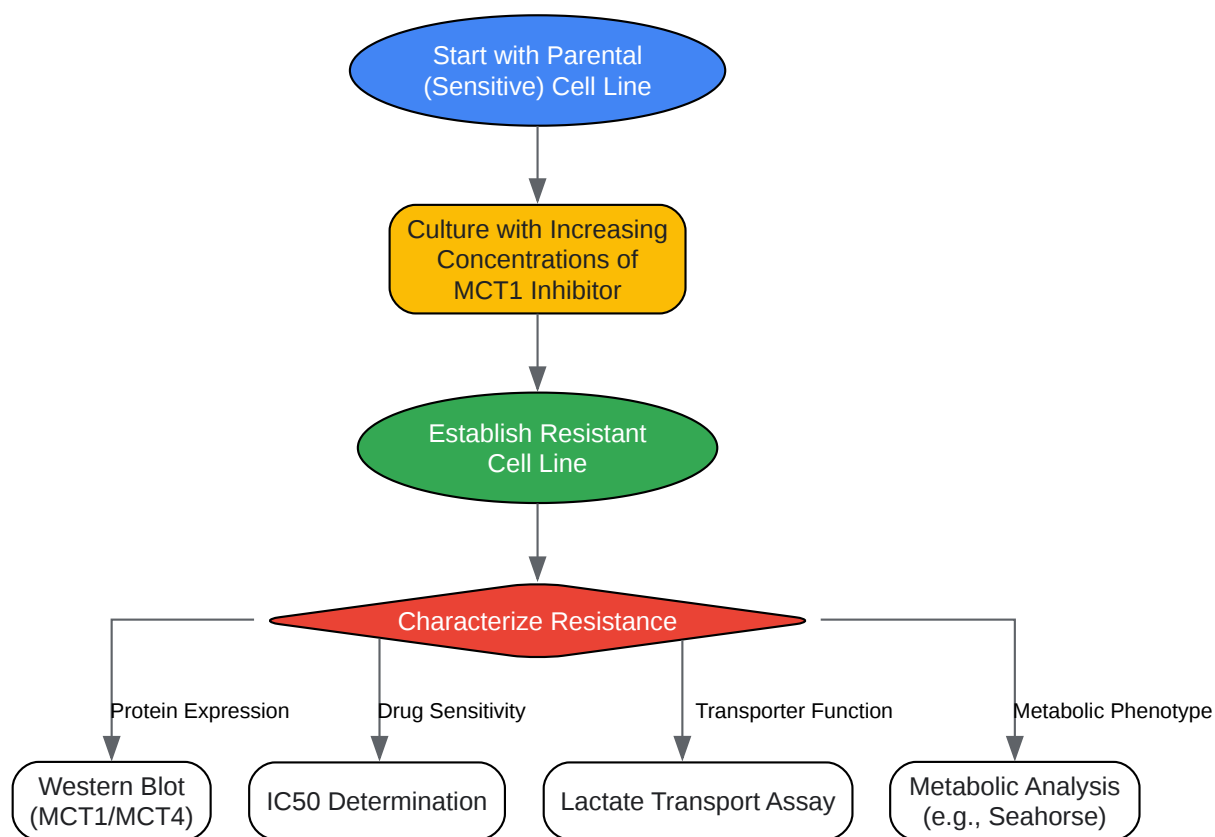 Start with Parental
(Sensitive) Cell Line
Culture with Increasing
Concentrations of
MCT1 Inhibitor
Establish Resistant
Cell Line
Characterize Resistance
Protein Expression
Drug Sensitivity
Transporter Function
Metabolic Phenotype
Western Blot
(MCT1/MCT4)
IC50 Determination
Lactate Transport Assay
Metabolic Analysis
(e.g., Seahorse)